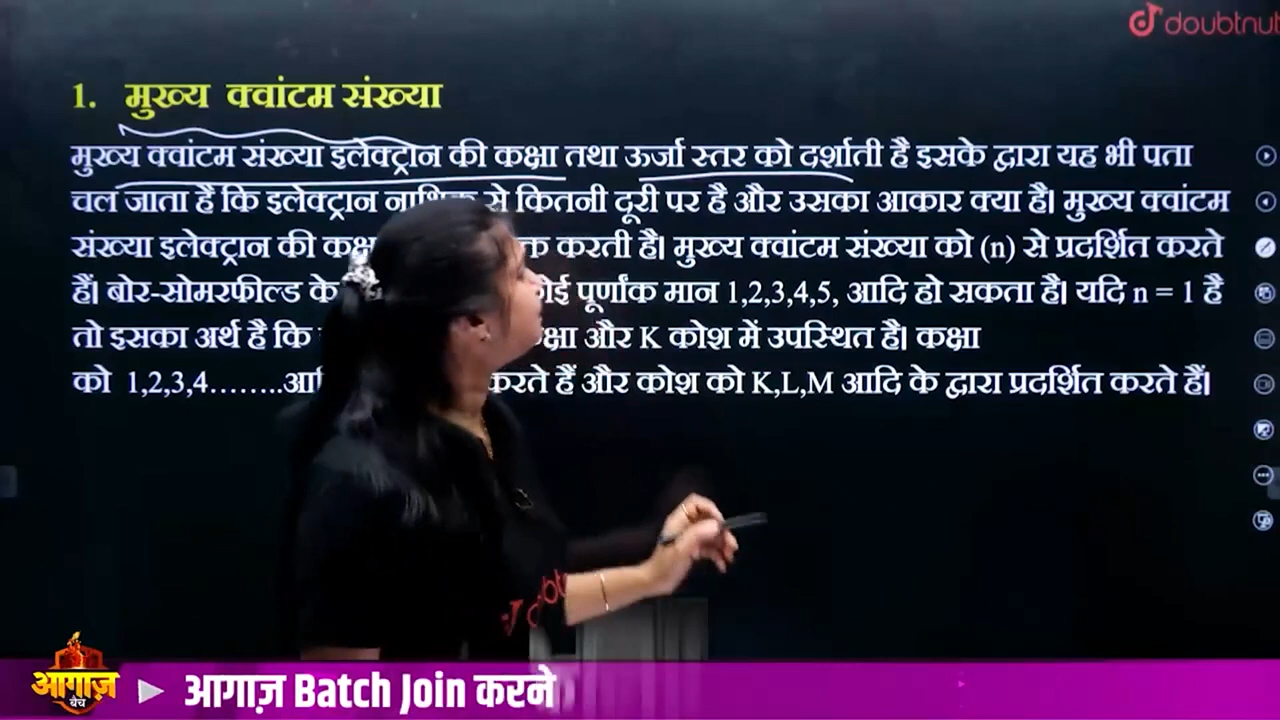 doubtnut
1. मुख्य क्वांटम संख्या
मुख्य क्वांटम संख्या इलेक्ट्रान की कक्षा तथा ऊर्जा स्तर को दर्शाती है इसके द्वारा यह भी पता
चल जाता है कि इलेक्ट्रान नाभिक से कितनी दूरी पर है और उसका आकार क्या है। मुख्य क्वांटम
संख्या इलेक्ट्रान की करती है। मुख्य क्वांटम संख्या को (n) से प्रदर्शित करते
हैं। बोर-सोमरफील्ड के पूर्णांक मान 1,2,3,4,5, आदि हो सकता है। यदि n = 1 है
तो इसका अर्थ है कि और K कोश में उपस्थित है। कक्षा
को 1,2,3,4........ करते हैं और कोश को K,L,M आदि के द्वारा प्रदर्शित करते हैं।
आगाज़ बैच
आगाज़ Batch Join करने